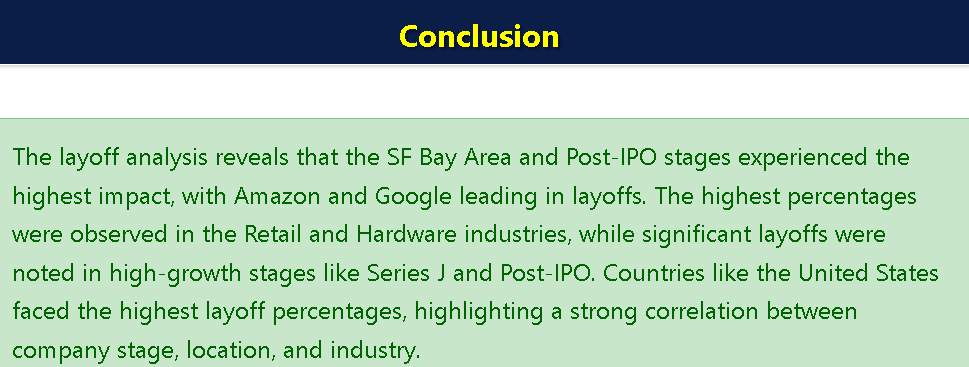 Conclusion
The layoff analysis reveals that the SF Bay Area and Post-IPO stages experienced the
highest impact, with Amazon and Google leading in layoffs. The highest percentages
were observed in the Retail and Hardware industries, while significant layoffs were
noted in high-growth stages like Series J and Post-IPO. Countries like the United States
faced the highest layoff percentages, highlighting a strong correlation between
company stage, location, and industry.